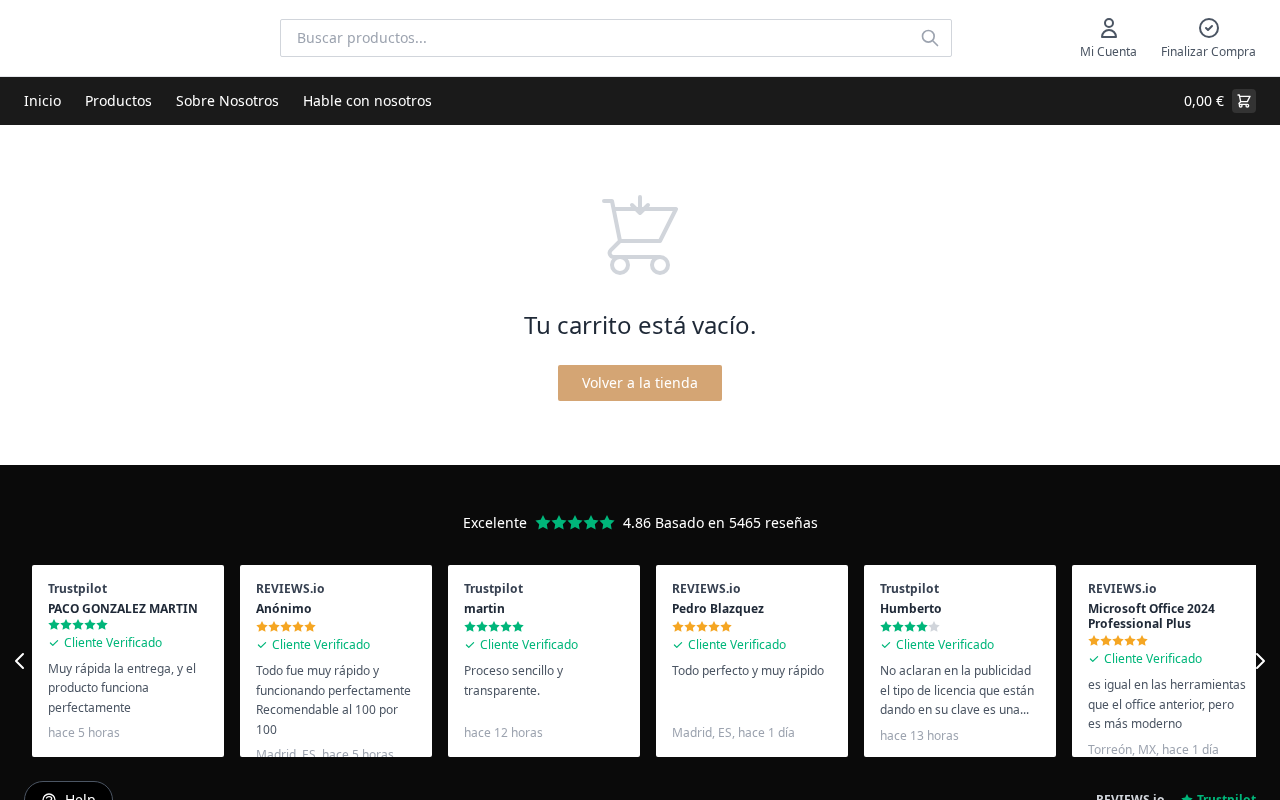 Buscar productos...
Mi Cuenta
Finalizar Compra
Inicio
Productos
Sobre Nosotros
Hable con nosotros
0,00 €
Tu carrito está vacío.
Volver a la tienda
Excelente
4.86 Basado en 5465 reseñas
Trustpilot
PACO GONZALEZ MARTIN
Cliente Verificado
Muy rápida la entrega, y el
producto funciona
perfectamente
hace 5 horas
REVIEWS.io
Anónimo
Cliente Verificado
Todo fue muy rápido y
funcionando perfectamente
Recomendable al 100 por
100
Madrid, ES, hace 5 horas
Trustpilot
martin
Cliente Verificado
Proceso sencillo y
transparente.
hace 12 horas
REVIEWS.io
Pedro Blazquez
Cliente Verificado
Todo perfecto y muy rápido
Madrid, ES, hace 1 día
Trustpilot
Humberto
Cliente Verificado
No aclaran en la publicidad
el tipo de licencia que están
dando en su clave es una...
hace 13 horas
REVIEWS.io
Microsoft Office 2024
Professional Plus
Cliente Verificado
es igual en las herramientas
que el office anterior, pero
es más moderno
Torreón, MX, hace 1 día
Help
REVIEWS.io
Trustpilot